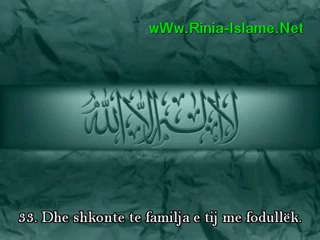 wWw.Rinia-Islame.Net
لا إله إلا الله
33. Dhe shkonte te familja e tij me fodullëk.